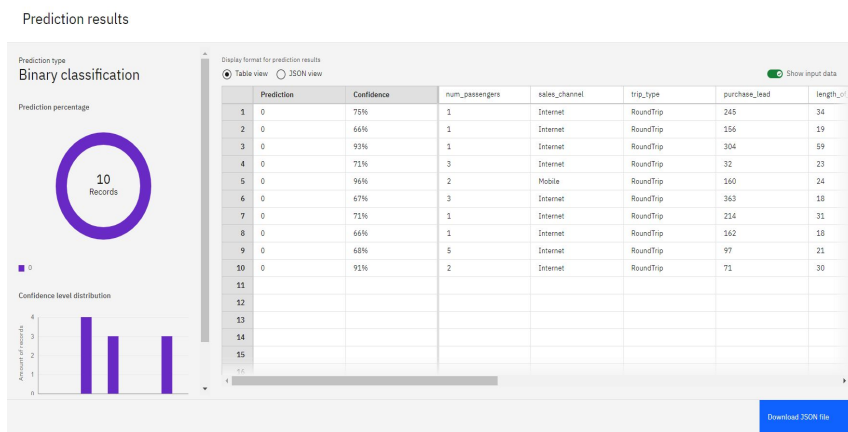 Prediction results
Prediction type
Binary classification
Prediction percentage
10
Records
0
Confidence level distribution
Amount of records
4
3
2
1
0
Display format for prediction results
Table view JSON view Show input data
Prediction Confidence num_passengers sales_channel trip_type purchase_lead length_of
1 0 75% 1 Internet RoundTrip 245 34
2 0 66% 1 Internet RoundTrip 156 19
3 0 93% 1 Internet RoundTrip 304 59
4 0 71% 3 Internet RoundTrip 32 23
5 0 96% 2 Mobile RoundTrip 160 24
6 0 67% 3 Internet RoundTrip 363 18
7 0 71% 1 Internet RoundTrip 214 31
8 0 66% 1 Internet RoundTrip 162 18
9 0 68% 5 Internet RoundTrip 97 21
10 0 91% 2 Internet RoundTrip 71 30
11
12
13
14
15
16
Download JSON file